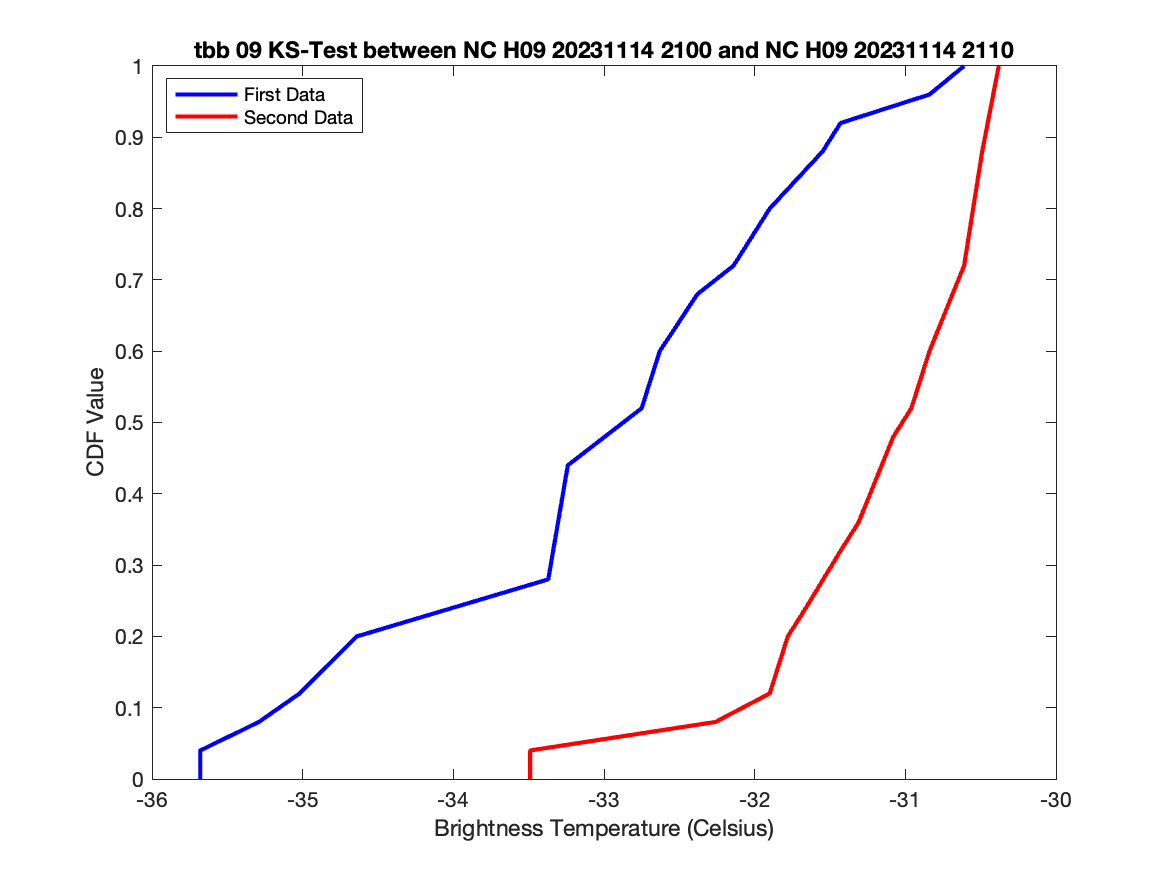 tbb 09 KS-Test between NC H09 20231114 2100 and NC H09 20231114 2110
First Data
Second Data
1
0.9
0.8
0.7
0.6
0.5
0.4
0.3
0.2
0.1
0
CDF Value
-36 -35 -34 -33 -32 -31 -30
Brightness Temperature (Celsius)